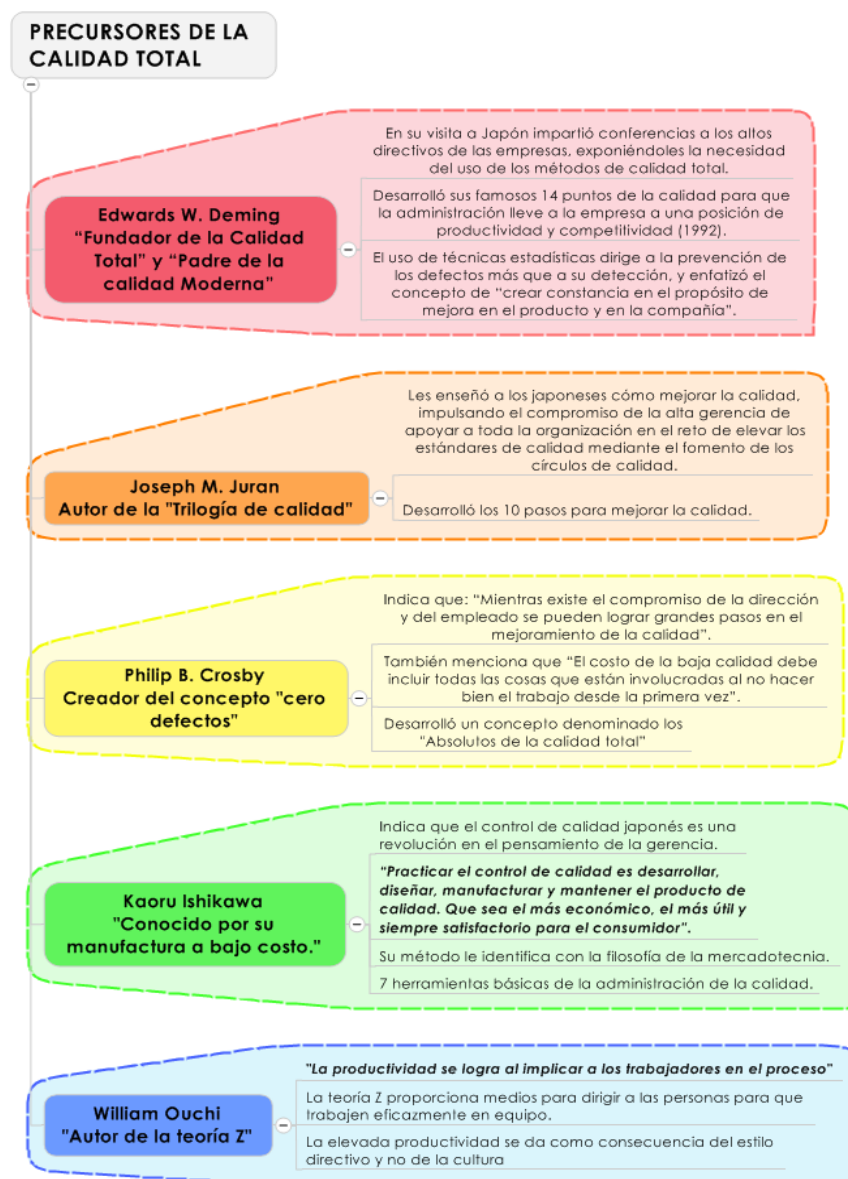 PRECURSORES DE LA
CALIDAD TOTAL
Edwards W. Deming
“Fundador de la Calidad
Total” y “Padre de la
calidad Moderna”
En su visita a Japón impartió conferencias a los altos
directivos de las empresas, exponiéndoles la necesidad
del uso de los métodos de calidad total.
Desarrolló sus famosos 14 puntos de la calidad para que
la administración lleve a la empresa a una posición de
productividad y competitividad (1992).
El uso de técnicas estadísticas dirige a la prevención de
los defectos más que a su detección, y enfatizó el
concepto de “crear constancia en el propósito de
mejora en el producto y en la compañía”.
Joseph M. Juran
Autor de la "Trilogía de calidad"
Les enseñó a los japoneses cómo mejorar la calidad,
impulsando el compromiso de la alta gerencia de
apoyar a toda la organización en el reto de elevar los
estándares de calidad mediante el fomento de los
círculos de calidad.
Desarrolló los 10 pasos para mejorar la calidad.
Philip B. Crosby
Creador del concepto "cero
defectos"
Indica que: “Mientras existe el compromiso de la dirección
y del empleado se pueden lograr grandes pasos en el
mejoramiento de la calidad”.
También menciona que “El costo de la baja calidad debe
incluir todas las cosas que están involucradas al no hacer
bien el trabajo desde la primera vez”.
Desarrolló un concepto denominado los
"Absolutos de la calidad total”
Kaoru Ishikawa
"Conocido por su
manufactura a bajo costo."
Indica que el control de calidad japonés es una
revolución en el pensamiento de la gerencia.
“Practicar el control de calidad es desarrollar,
diseñar, manufacturar y mantener el producto de
calidad. Que sea el más económico, el más útil y
siempre satisfactorio para el consumidor”.
Su método le identifica con la filosofía de la mercadotecnia.
7 herramientas básicas de la administración de la calidad.
William Ouchi
"Autor de la teoría Z"
"La productividad se logra al implicar a los trabajadores en el proceso"
La teoría Z proporciona medios para dirigir a las personas para que
trabajen eficazmente en equipo.
La elevada productividad se da como consecuencia del estilo
directivo y no de la cultura